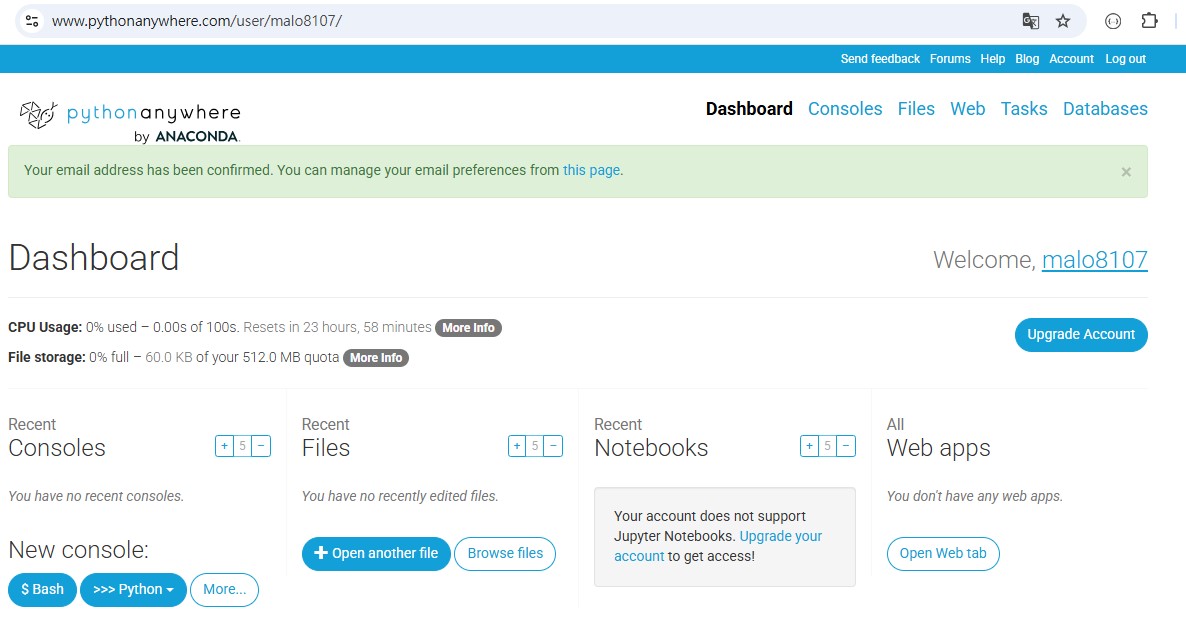 www.pythonanywhere.com/user/malo8107/
Send feedback Forums Help Blog Account Log out
pythonanywhere
by ANACONDA.
Dashboard Consoles Files Web Tasks Databases
Your email address has been confirmed. You can manage your email preferences from this page.
×
Dashboard
Welcome, malo8107
CPU Usage: 0% used – 0.00s of 100s. Resets in 23 hours, 58 minutes More Info
File storage: 0% full – 60.0 KB of your 512.0 MB quota More Info
Upgrade Account
Recent
Consoles
+ 5 −
You have no recent consoles.
New console:
$ Bash
>>> Python
More...
Recent
Files
+ 5 −
You have no recently edited files.
+ Open another file
Browse files
Recent
Notebooks
+ 5 −
Your account does not support
Jupyter Notebooks. Upgrade your
account to get access!
All
Web apps
You don't have any web apps.
Open Web tab